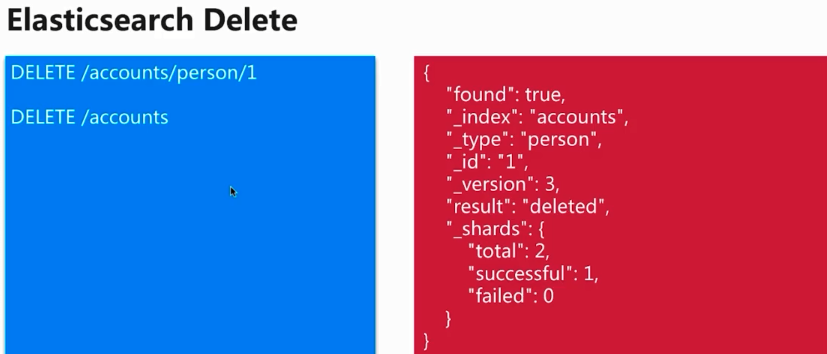 Elasticsearch Delete
DELETE /accounts/person/1
DELETE /accounts
{
"found": true,
"_index": "accounts",
"_type": "person",
"_id": "1",
"_version": 3,
"result": "deleted",
"_shards": {
"total": 2,
"successful": 1,
"failed": 0
}
}